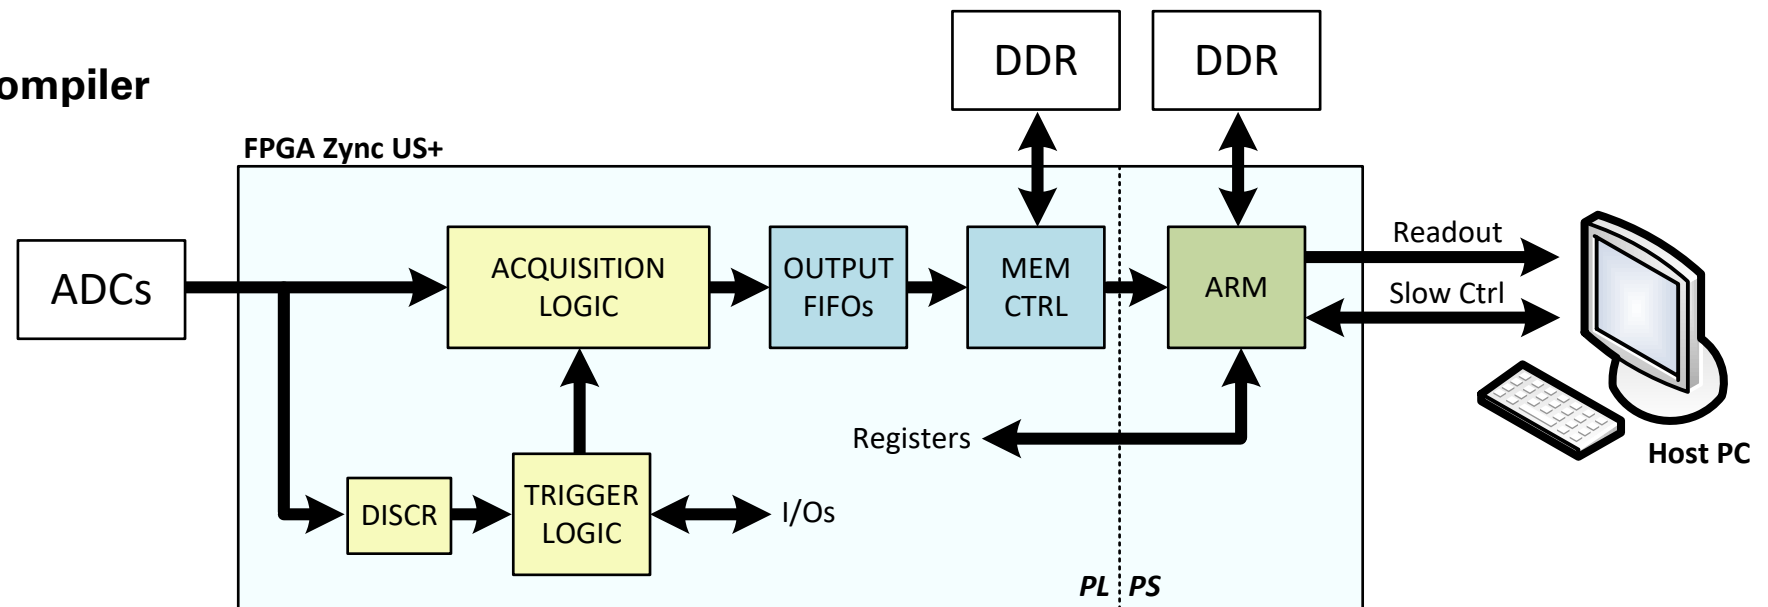 ompiler
DDR
DDR
FPGA Zync US+
ADCs
ACQUISITION
LOGIC
OUTPUT
FIFOs
MEM
CTRL
ARM
Readout
Slow Ctrl
Registers
Host PC
DISCR
TRIGGER
LOGIC
I/Os
PL
PS